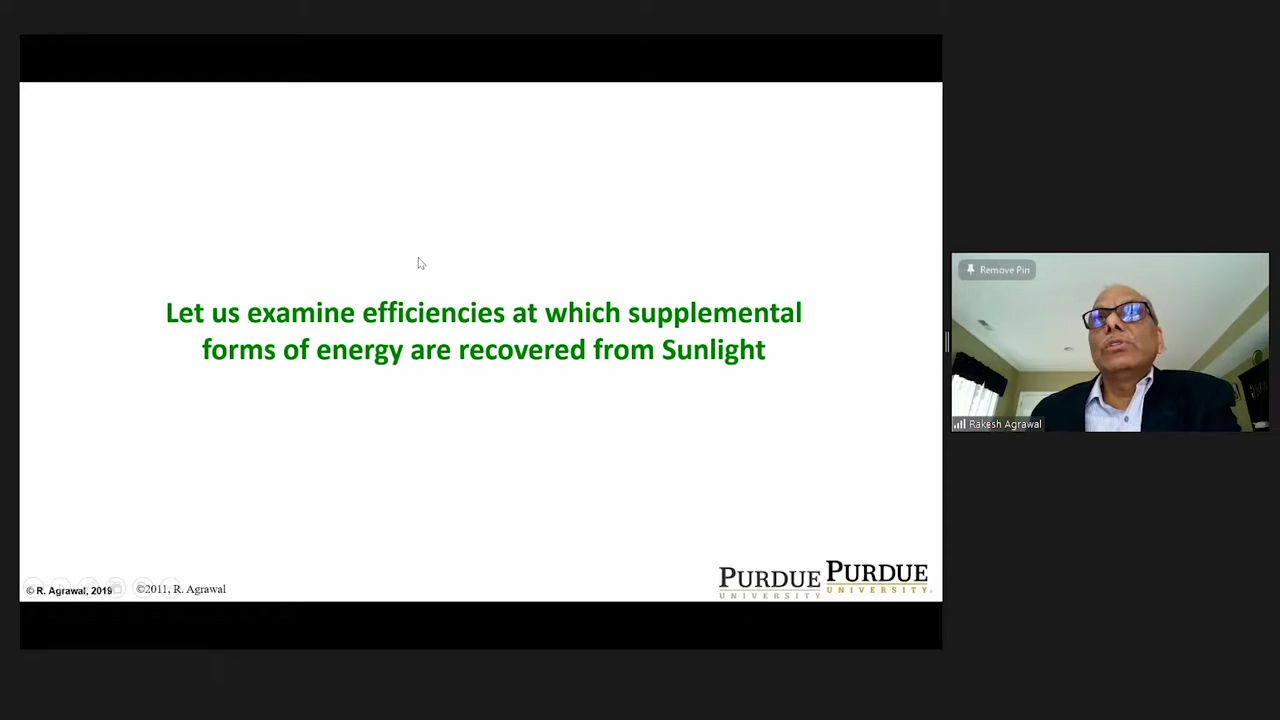 Let us examine efficiencies at which supplemental
forms of energy are recovered from Sunlight
© R. Agrawal, 2019
©2011, R. Agrawal
PURDUE
UNIVERSITY
PURDUE
UNIVERSITY
Remove Pin
Rakesh Agrawal